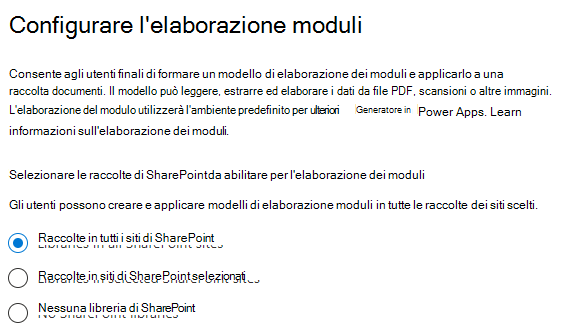 Configurare l'elaborazione moduli
Consente agli utenti finali di formare un modello di elaborazione dei moduli e applicarlo a una
raccolta documenti. Il modello può leggere, estrarre ed elaborare i dati da file PDF, scansioni o altre immagini.
L'elaborazione del modulo utilizzerà l'ambiente predefinito per ulteriori Generatore in Power Apps. Learn
informazioni sull'elaborazione dei moduli.
Selezionare le raccolte di SharePointda abilitare per l'elaborazione dei moduli
Gli utenti possono creare e applicare modelli di elaborazione moduli in tutte le raccolte dei siti scelti.
Raccolte in tutti i siti di SharePoint
Raccolte in siti di SharePoint selezionati
Nessuna libreria di SharePoint